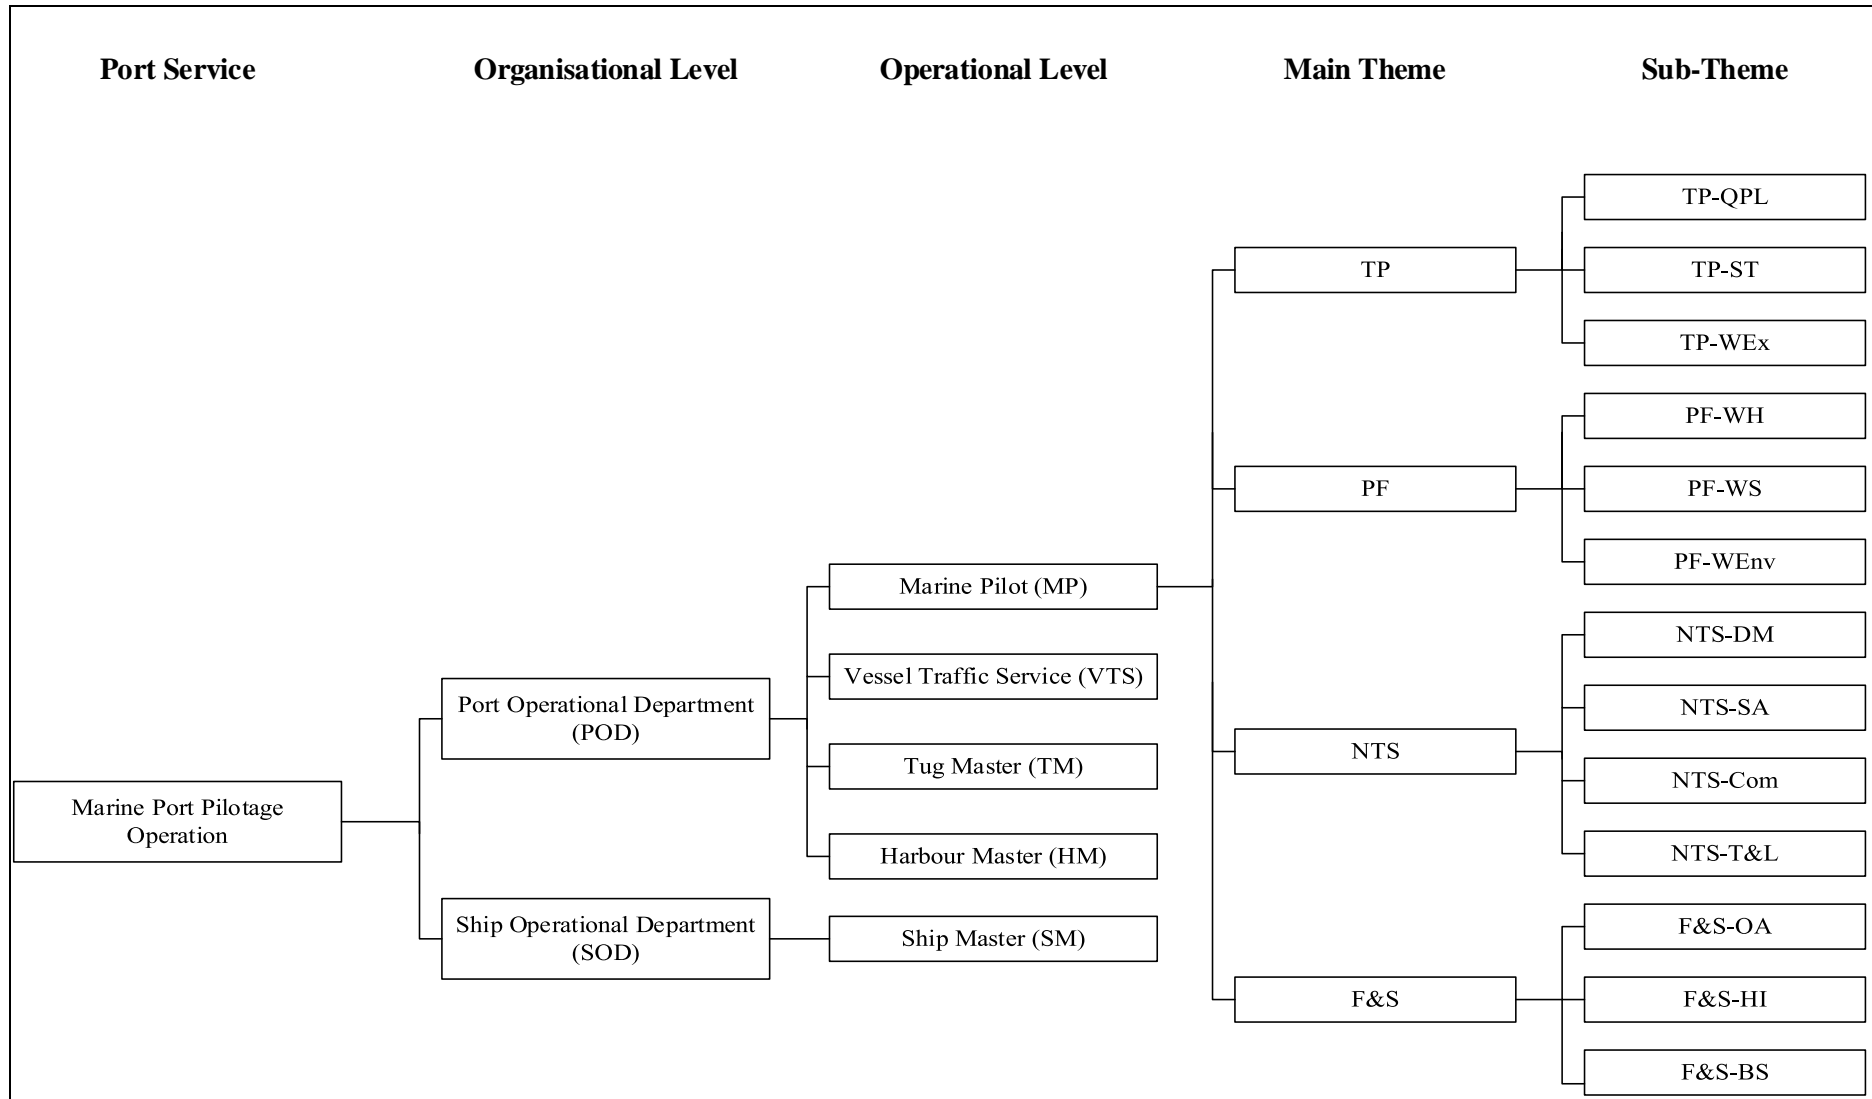 Port Service
Organisational Level
Operational Level
Main Theme
Sub-Theme
Marine Port Pilotage
Operation
Port Operational Department
(POD)
Ship Operational Department
(SOD)
Marine Pilot (MP)
Vessel Traffic Service (VTS)
Tug Master (TM)
Harbour Master (HM)
Ship Master (SM)
TP
PF
NTS
F&S
TP-QPL
TP-ST
TP-WEx
PF-WH
PF-WS
PF-WEnv
NTS-DM
NTS-SA
NTS-Com
NTS-T&L
F&S-OA
F&S-HI
F&S-BS